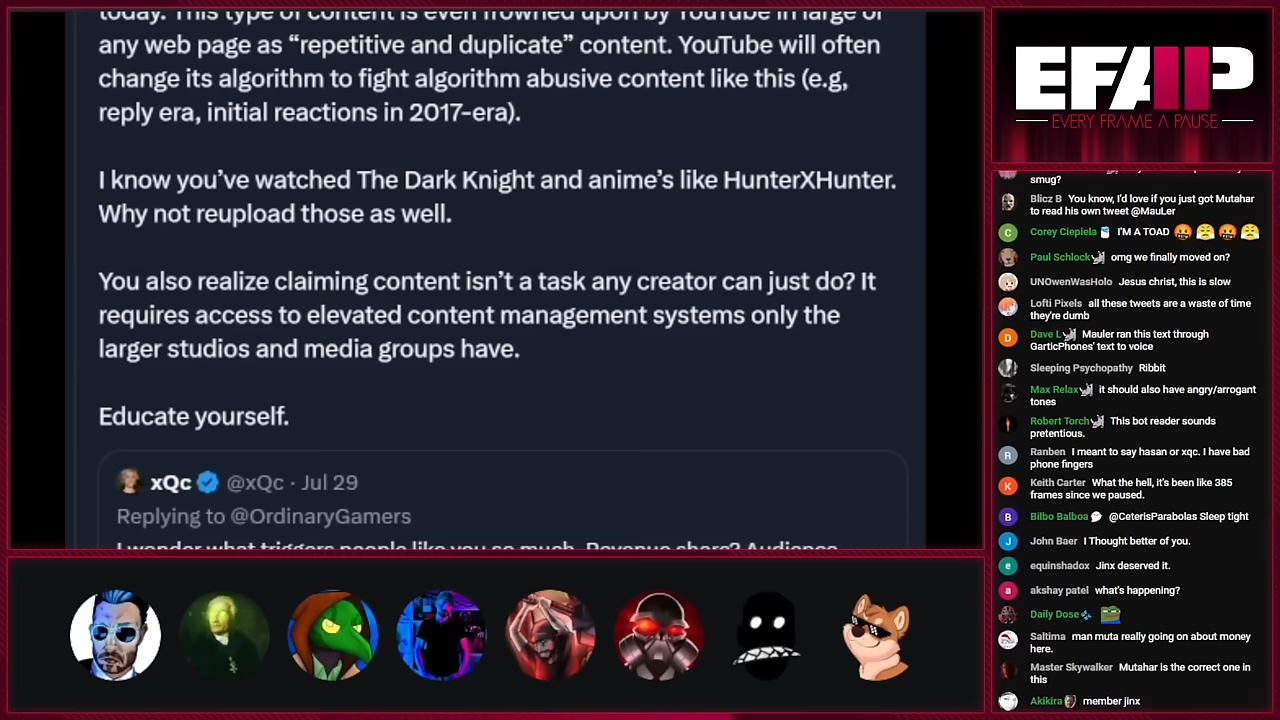 today. This type of content is even frowned upon by YouTube in large or
any web page as “repetitive and duplicate” content. YouTube will often
change its algorithm to fight algorithm abusive content like this (e.g,
reply era, initial reactions in 2017-era).
I know you’ve watched The Dark Knight and anime’s like HunterXHunter.
Why not reupload those as well.
You also realize claiming content isn’t a task any creator can just do? It
requires access to elevated content management systems only the
larger studios and media groups have.
Educate yourself.
xQc @xQc · Jul 29
Replying to @OrdinaryGamers
I wonder what triggers people like you so much. Revenue share? Audience
EFAP
EVERY FRAME A PAUSE
smug?
Blicz B You know, I'd love if you just got Mutahar
to read his own tweet @MauLer
Corey Ciepiela I'M A TOAD
Paul Schlock omg we finally moved on?
UNOwenWasHolo Jesus christ, this is slow
Lofti Pixels all these tweets are a waste of time
they're dumb
Dave L Mauler ran this text through
GarticPhones' text to voice
Sleeping Psychopathy Ribbit
Max Relax it should also have angry/arrogant
tones
Robert Torch This bot reader sounds
pretentious.
Ranben I meant to say hasan or xqc. I have bad
phone fingers
Keith Carter What the hell, it's been like 385
frames since we paused.
Bilbo Balboa @CeterisParabolas Sleep tight
John Baer I Thought better of you.
equinshadox Jinx deserved it.
akshay patel what's happening?
Daily Dose
Saltima man muta really going on about money
here.
Master Skywalker Mutahar is the correct one in
this
Akikira member jinx